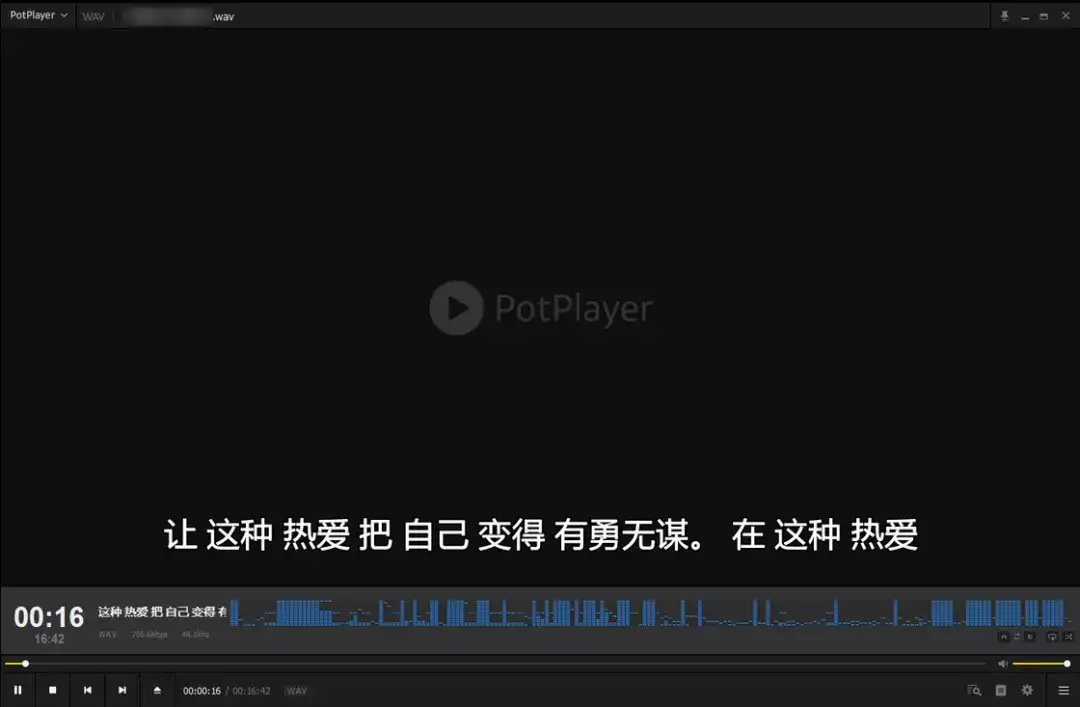 PotPlayer WAV .wav
PotPlayer
让 这种 热爱 把 自己 变得 有勇无谋。 在 这种 热爱
00:16 这种 热爱 把 自己 变得 有
16:42 WAV 705.6kbps 44.1khz
00:00:16 / 00:16:42 WAV